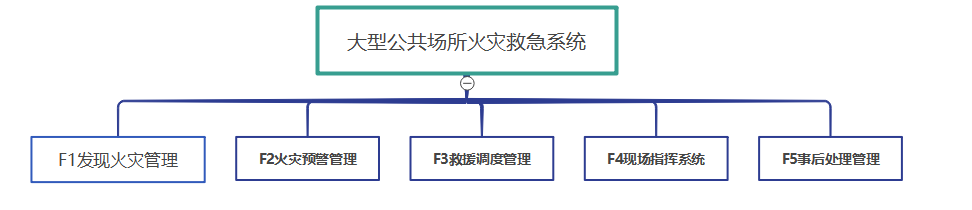 大型公共场所火灾救急系统
F1发现火灾管理
F2火灾预警管理
F3救援调度管理
F4现场指挥系统
F5事后处理管理